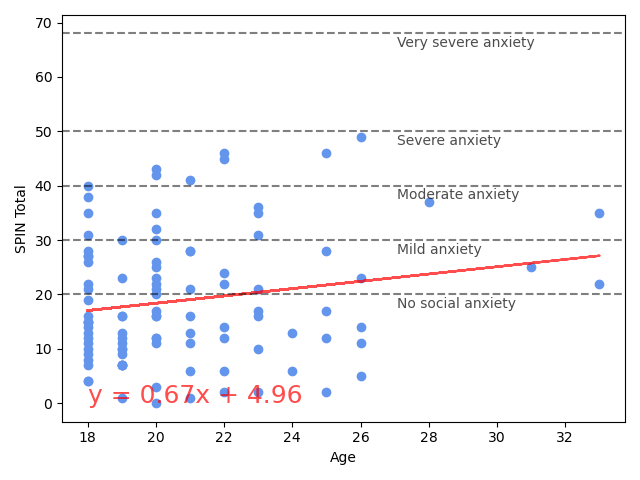 70
Very severe anxiety
60
50
Severe anxiety
40
Moderate anxiety
30
Mild anxiety
20
No social anxiety
10
0
y = 0.67x + 4.96
SPIN Total
18 20 22 24 26 28 30 32
Age